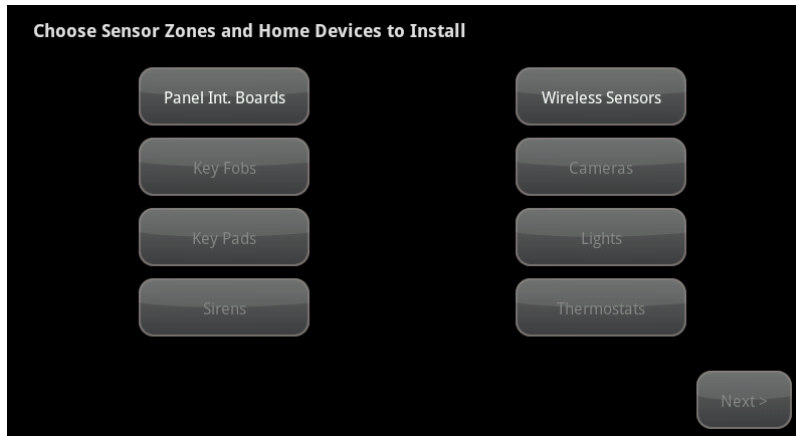 Choose Sensor Zones and Home Devices to Install
Panel Int. Boards
Wireless Sensors
Key Fobs
Cameras
Key Pads
Lights
Sirens
Thermostats
Next >